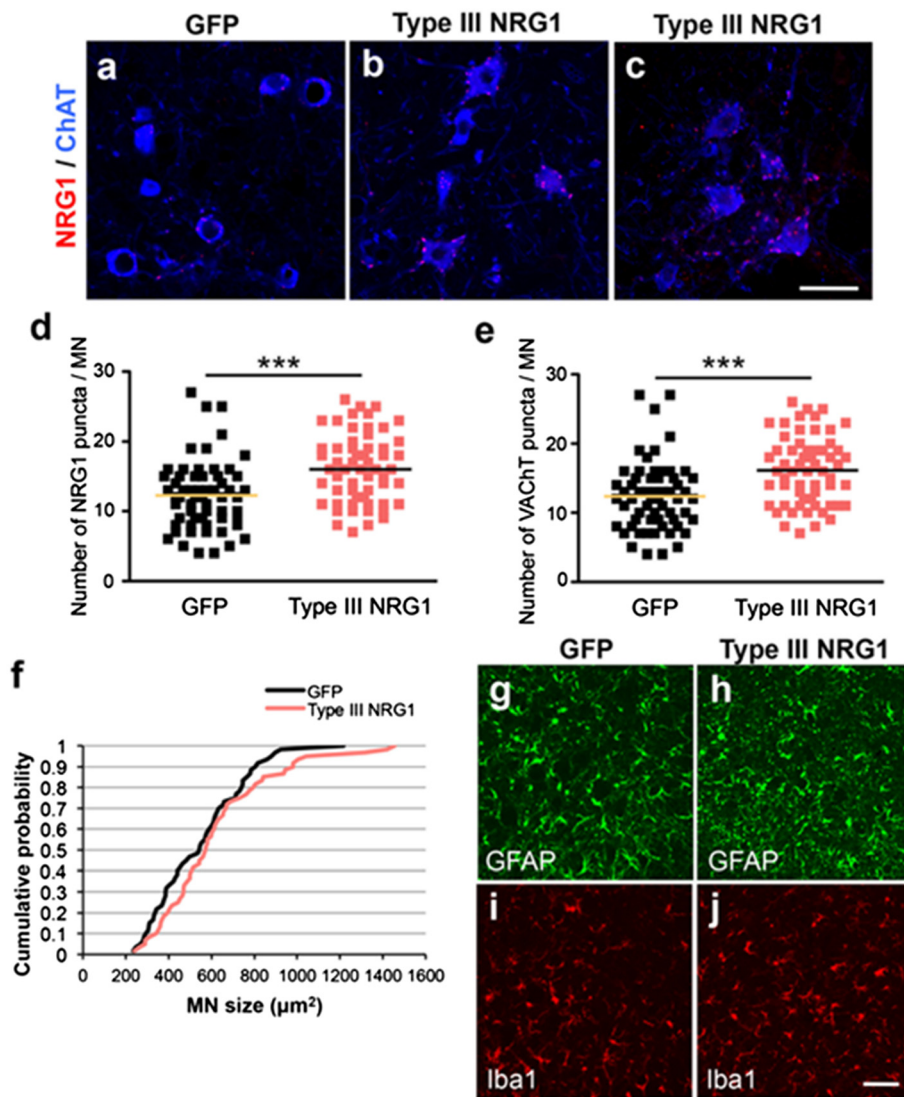 GFP
Type III NRG1
Type III NRG1
NRG1 / ChAT
a
b
c
d
Number of NRG1 puncta / MN
30
20
10
0
***
GFP
Type III NRG1
e
Number of VAChT puncta / MN
30
20
10
0
***
GFP
Type III NRG1
f
GFP
Type III NRG1
Cumulative probability
1
0.9
0.8
0.7
0.6
0.5
0.4
0.3
0.2
0.1
0
0 200 400 600 800 1000 1200 1400 1600
MN size (µm²)
GFP
Type III NRG1
g
GFAP
h
GFAP
i
Iba1
j
Iba1